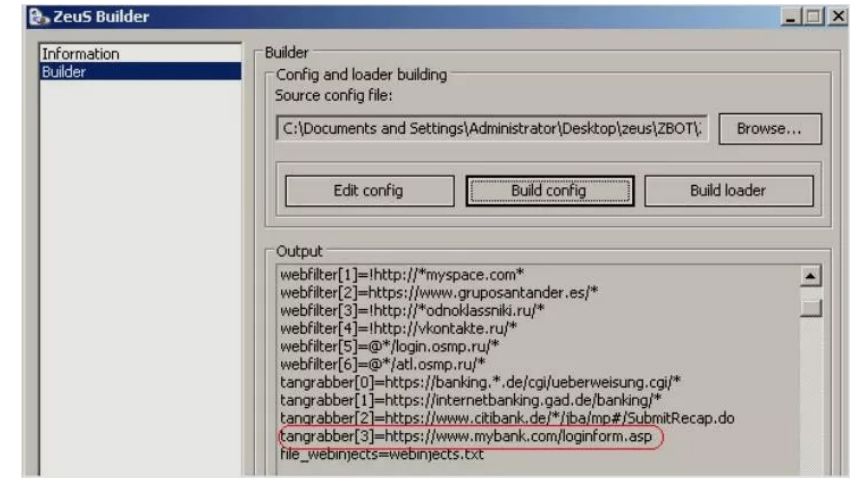 ZeuS Builder
Information
Builder
Builder
Config and loader building
Source config file:
C:\Documents and Settings\Administrator\Desktop\zeus\ZBOT\
Browse...
Edit config
Build config
Build loader
Output
webfilter[1]=!http://*myspace.com*
webfilter[2]=https://www.gruposantander.es/*
webfilter[3]=!http://*odnoklassniki.ru/*
webfilter[4]=!http://vkontakte.ru/*
webfilter[5]=@*/login.osmp.ru/*
webfilter[6]=@*/atl.osmp.ru/*
tangrabber[0]=https://banking.*.de/cgi/ueberweisung.cgi/*
tangrabber[1]=https://internetbanking.gad.de/banking/*
tangrabber[2]=https://www.citibank.de/*/jba/mp#/SubmitRecap.do
tangrabber[3]=https://www.mybank.com/loginform.asp
file_webinjects=webinjects.txt